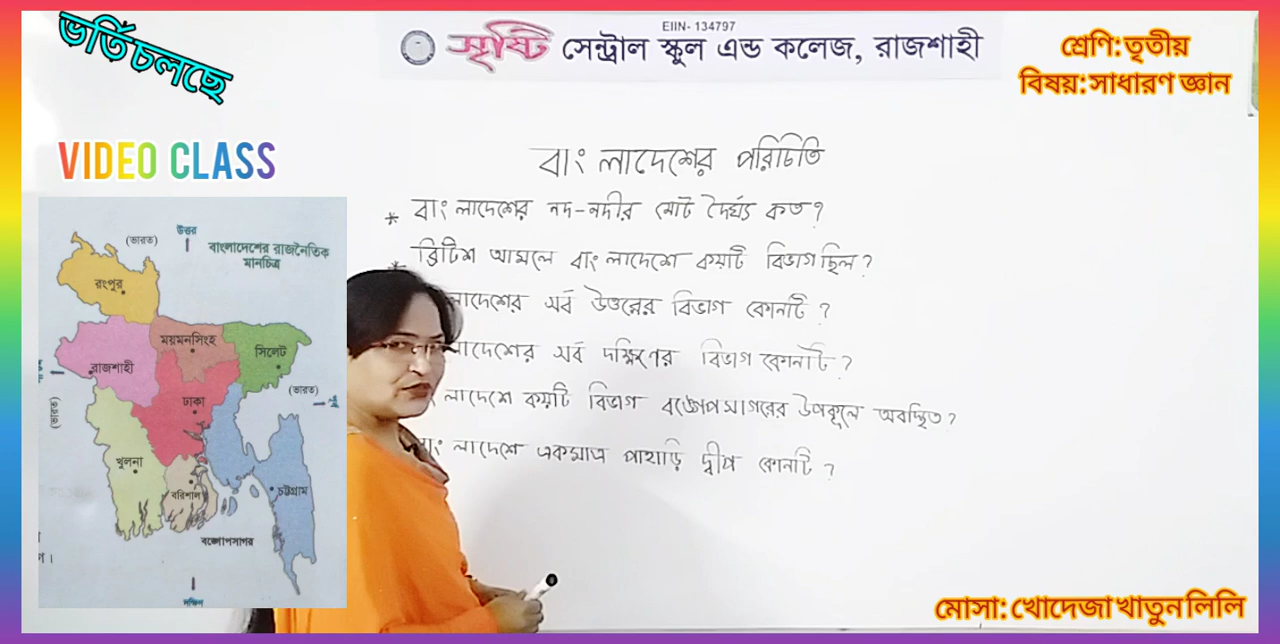 ভর্তি চলছে
EIIN- 134797
সৃষ্টি সেন্ট্রাল স্কুল এন্ড কলেজ, রাজশাহী
শ্রেণি: তৃতীয়
বিষয়: সাধারণ জ্ঞান
VIDEO CLASS
বাংলাদেশের পরিচিতি
* বাংলাদেশের নদ-নদীর মোট দৈর্ঘ্য কত?
* ব্রিটিশ আমলে বাংলাদেশে কয়টি বিভাগ ছিল?
লাদেশের সর্ব উত্তরের বিভাগ কোনটি?
লাদেশের সর্ব দক্ষিণের বিভাগ কোনটি?
লাদেশে কয়টি বিভাগ বঙ্গোপসাগরের উপকূলে অবস্থিত?
বাংলাদেশে একমাত্র পাহাড়ি দ্বীপ কোনটি?
উত্তর
(ভারত)
বাংলাদেশের রাজনৈতিক
মানচিত্র
রংপুর
ময়মনসিংহ
সিলেট
রাজশাহী
(ভারত)
ঢাকা
(ভারত)
খুলনা
বরিশাল
চট্টগ্রাম
বঙ্গোপসাগর
দক্ষিণ
মোসা: খোদেজা খাতুন লিলি